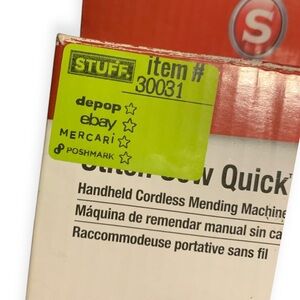 S
STUFF. item #
30031
depop
ebay
MERCARI
POSHMARK
Quick
Handheld Cordless Mending Machine
Máquina de remendar manual sin ca
Raccommodeuse portative sans fil